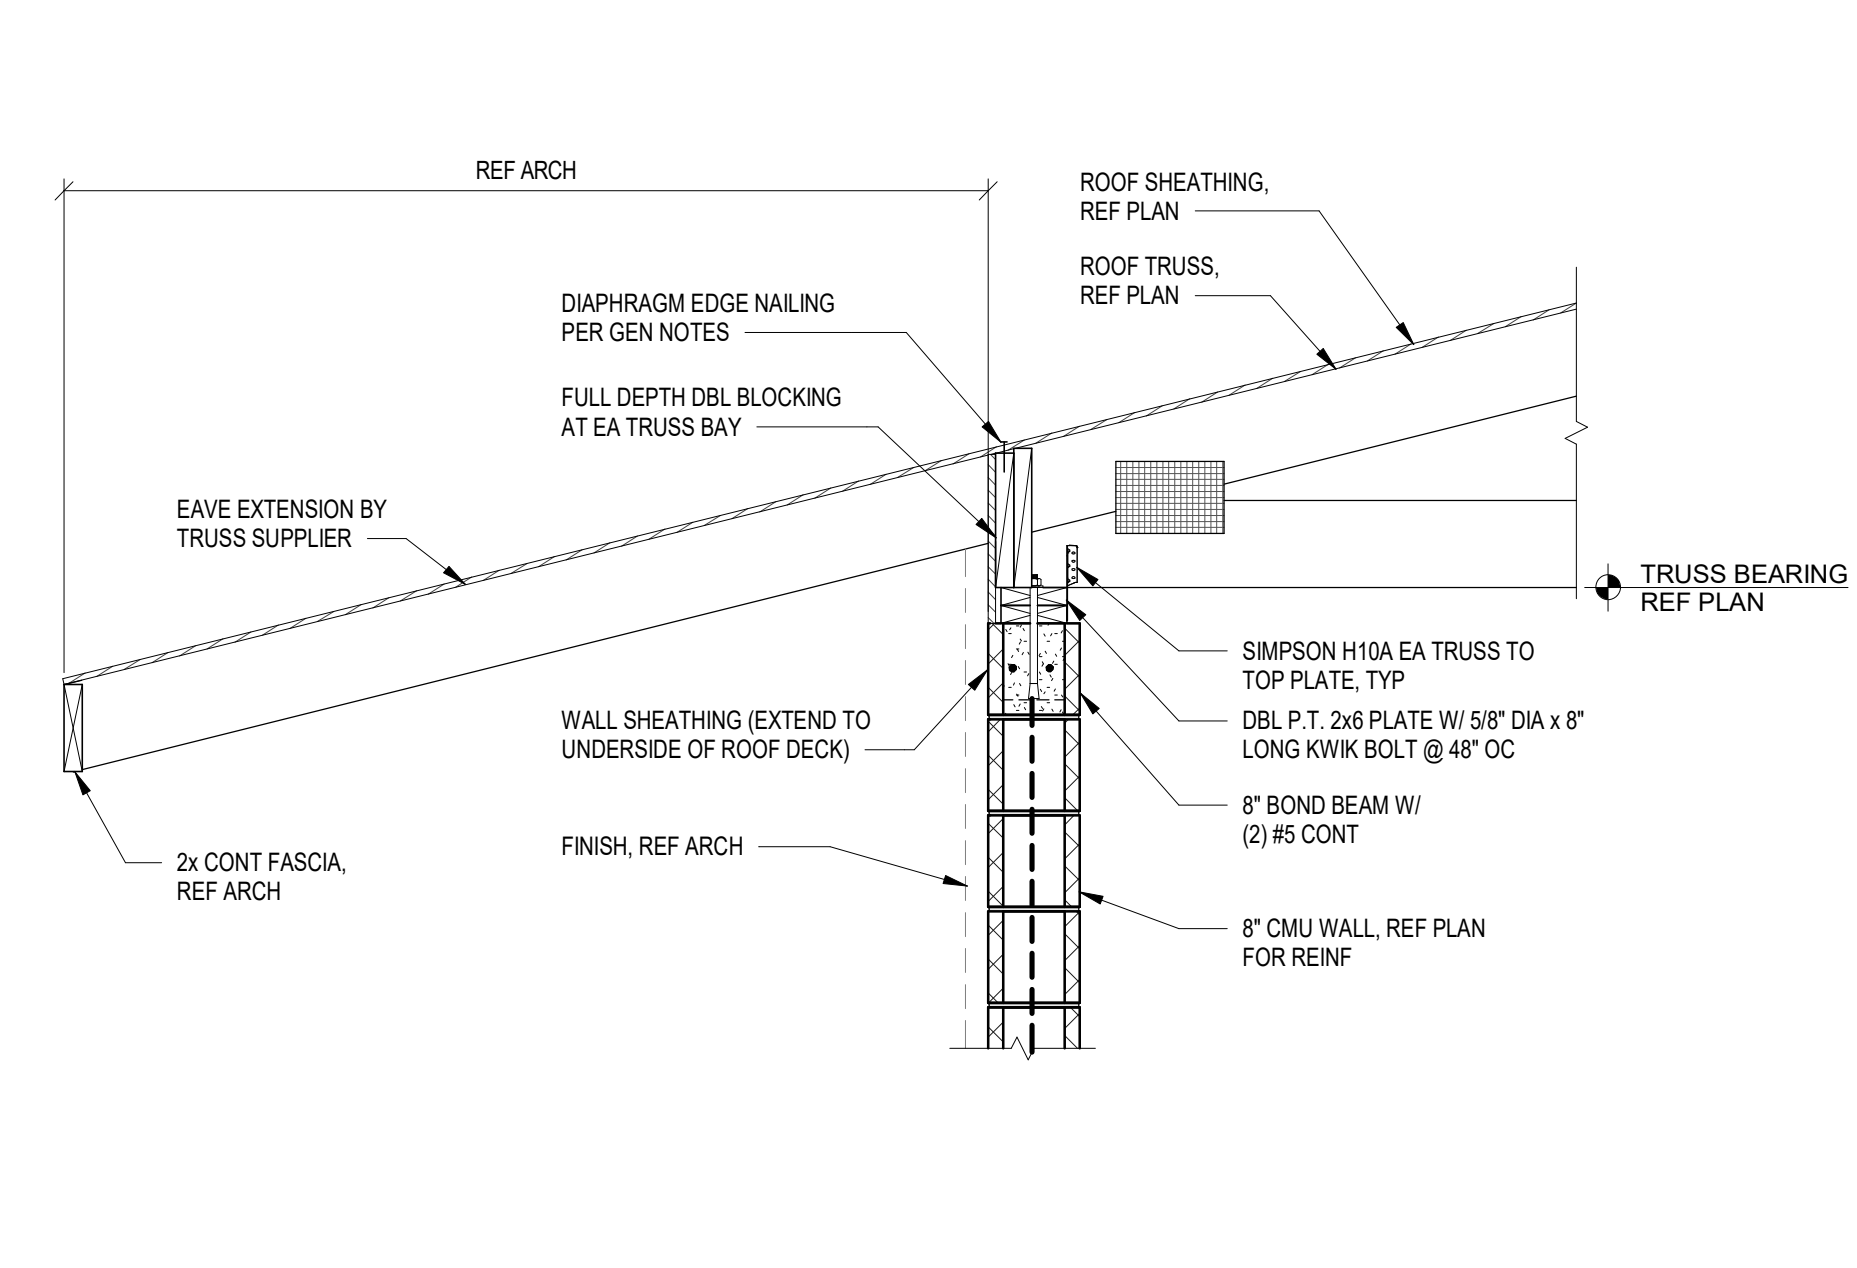 REF ARCH
ROOF SHEATHING,
REF PLAN
ROOF TRUSS,
REF PLAN
DIAPHRAGM EDGE NAILING
PER GEN NOTES
FULL DEPTH DBL BLOCKING
AT EA TRUSS BAY
EAVE EXTENSION BY
TRUSS SUPPLIER
TRUSS BEARING
REF PLAN
SIMPSON H10A EA TRUSS TO
TOP PLATE, TYP
WALL SHEATHING (EXTEND TO
UNDERSIDE OF ROOF DECK)
DBL P.T. 2x6 PLATE W/ 5/8" DIA x 8"
LONG KWIK BOLT @ 48" OC
8" BOND BEAM W/
(2) #5 CONT
FINISH, REF ARCH
2x CONT FASCIA,
REF ARCH
8" CMU WALL, REF PLAN
FOR REINF